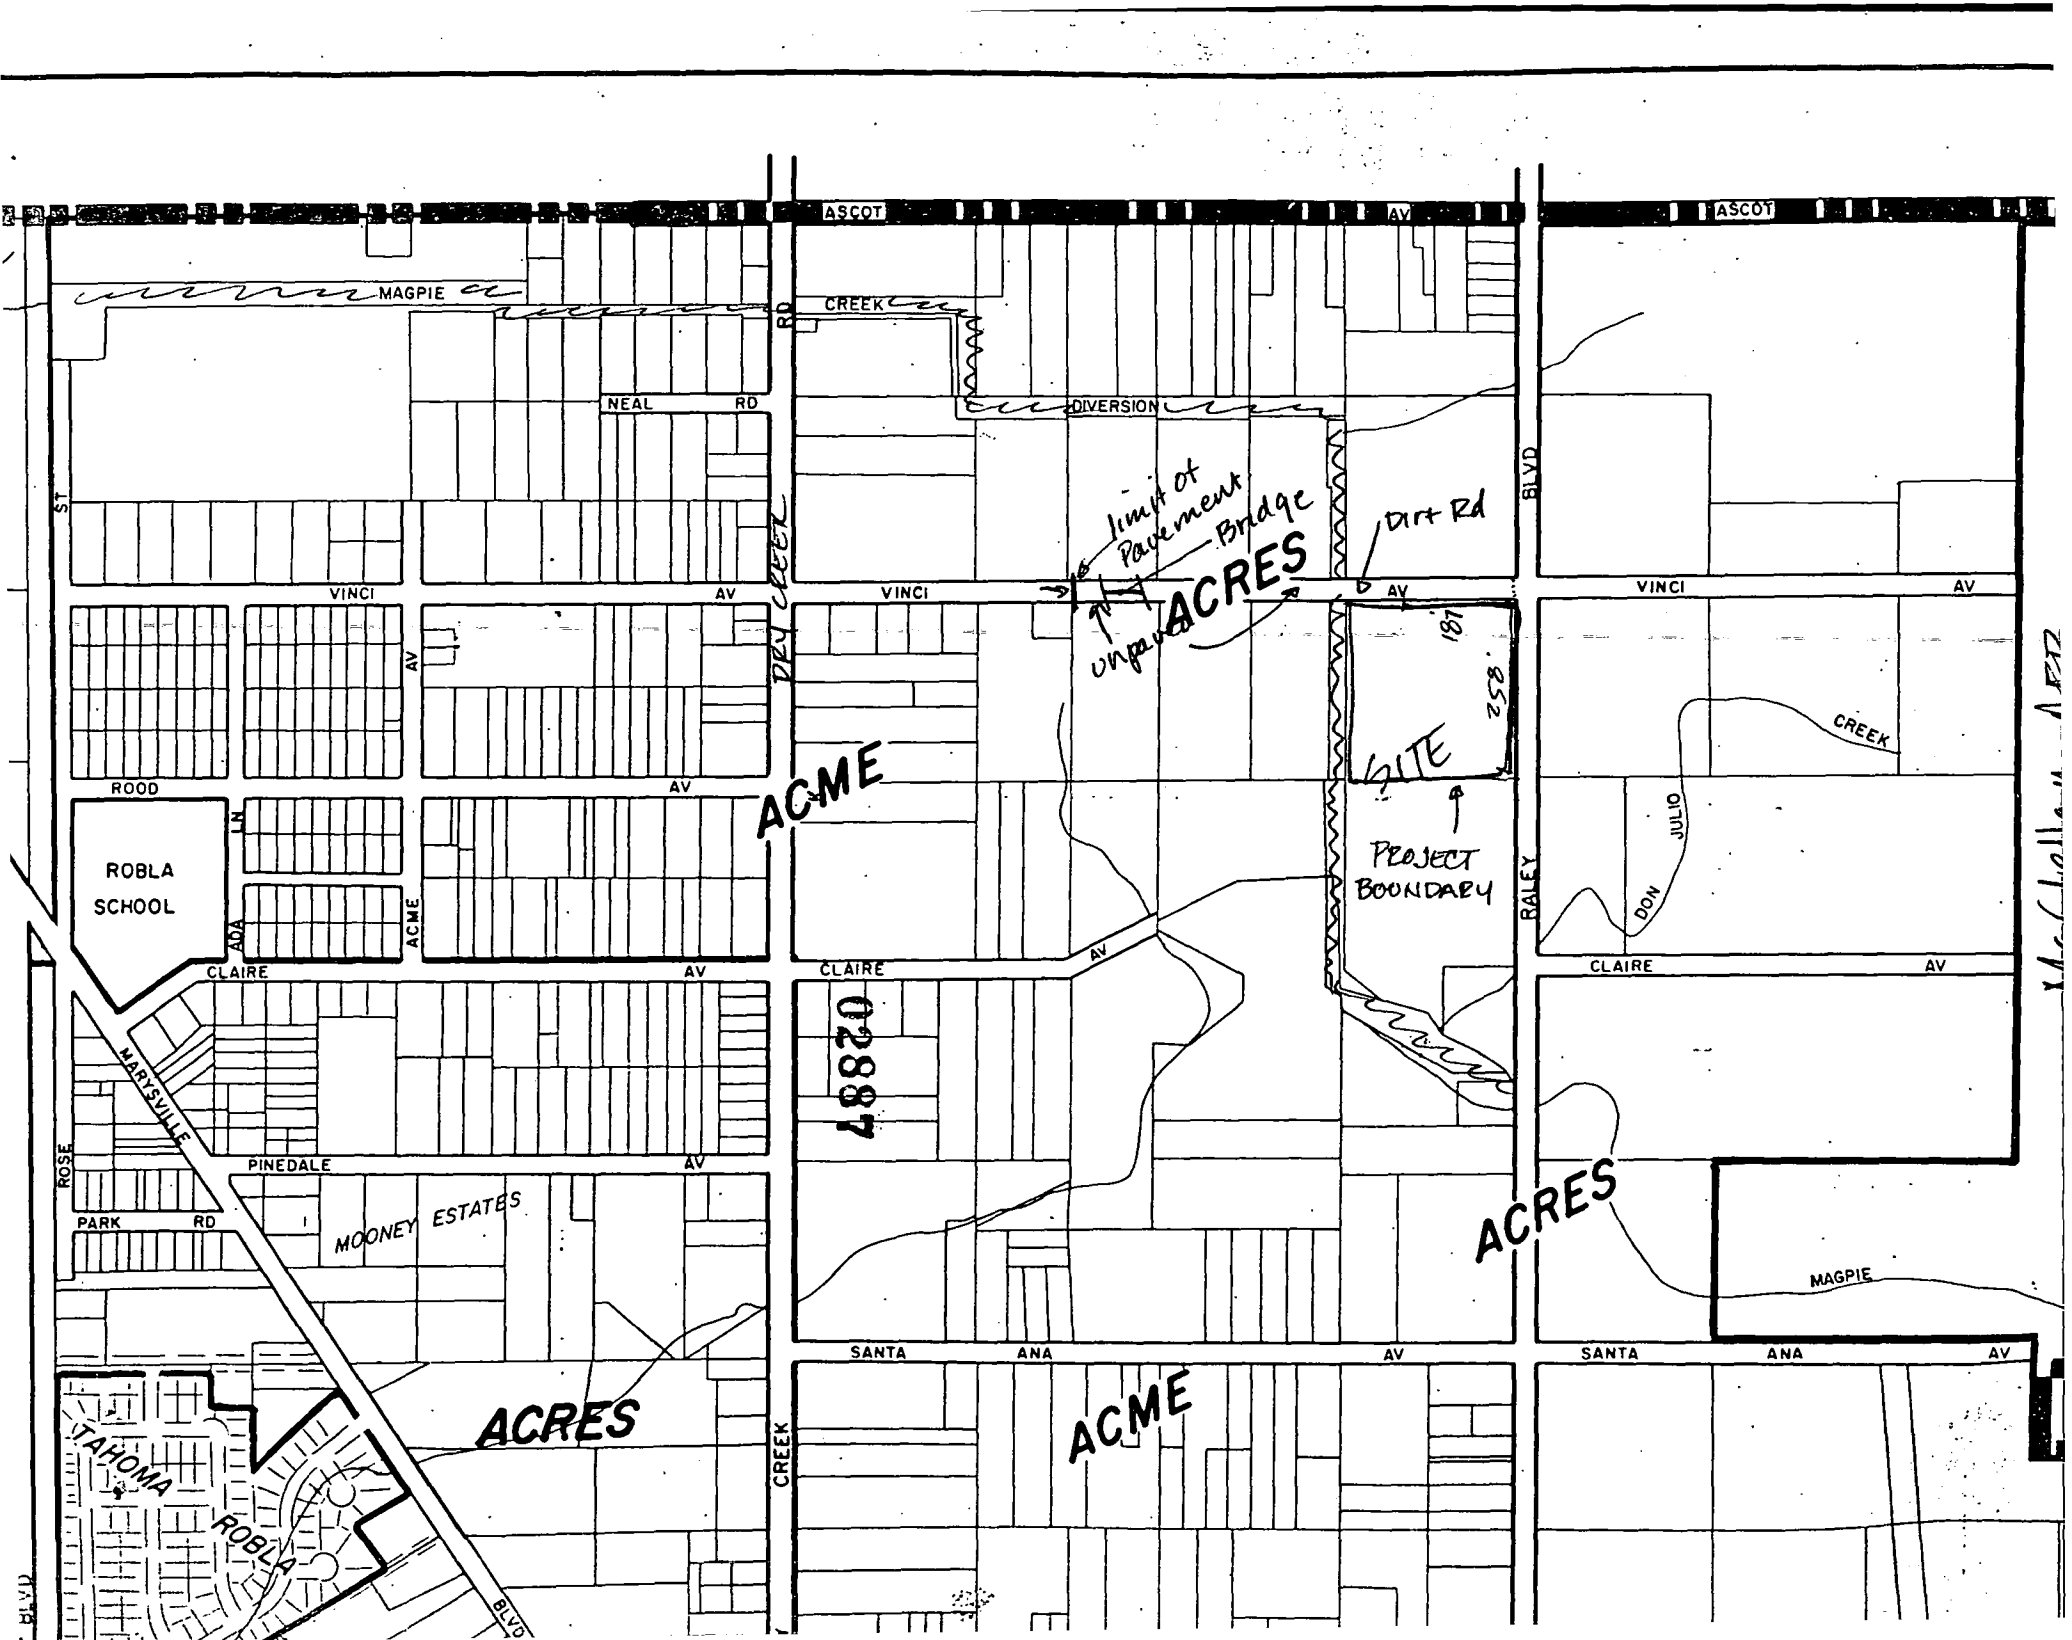 ASCOT AV ASCOT
MAGPIE
CREEK
RD
NEAL RD
DIVERSION
ST
BLVD
limit of
Pavement
Bridge
Dirt Rd
DRY CREEK
ACRES
VINCI AV VINCI AV VINCI AV
187
258'
AV
SITE
CREEK
ACME
ROOD AV
LN
JULIO
ROBLA
SCHOOL
PROJECT
BOUNDARY
RALEY
DON
ADA
ACME
CLAIRE AV CLAIRE AV CLAIRE AV
02887
MARYSVILLE
ROSE
PINEDALE AV
PARK RD
MOONEY ESTATES
ACRES
MAGPIE
SANTA ANA AV SANTA ANA AV
ACRES
ACME
CREEK
TAHOMA
ROBLA
BLVD
BLVD